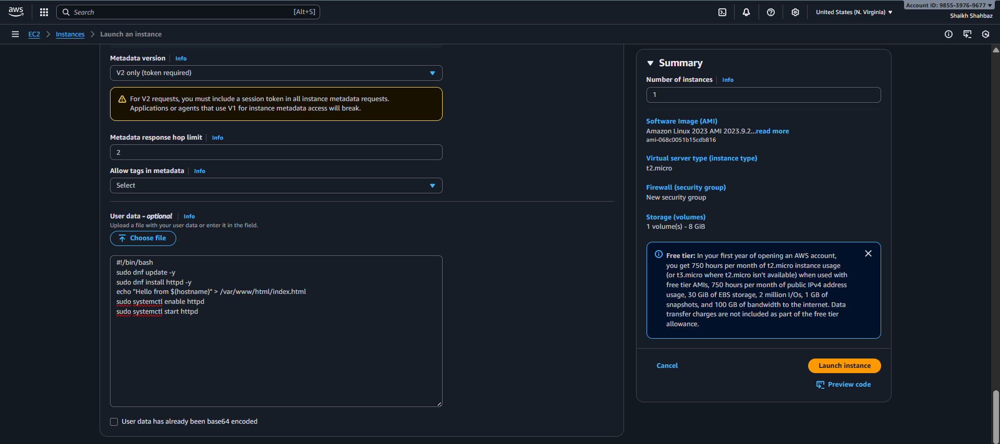 aws
Search
[Alt+S]
United States (N. Virginia)
Account ID: 9855-3976-9677
Shaikh Shahbaz
EC2
Instances
Launch an instance
Metadata version
Info
V2 only (token required)
For V2 requests, you must include a session token in all instance metadata requests.
Applications or agents that use V1 for instance metadata access will break.
Metadata response hop limit
Info
2
Allow tags in metadata
Info
Select
User data - optional
Info
Upload a file with your user data or enter it in the field.
Choose file
#!/bin/bash
sudo dnf update -y
sudo dnf install httpd -y
echo "Hello from $(hostname)" > /var/www/html/index.html
sudo systemctl enable httpd
sudo systemctl start httpd
User data has already been base64 encoded
Summary
Number of instances
Info
1
Software Image (AMI)
Amazon Linux 2023 AMI 2023.9.2...read more
ami-068c0051b15cdb816
Virtual server type (instance type)
t2.micro
Firewall (security group)
New security group
Storage (volumes)
1 volume(s) - 8 GiB
Free tier: In your first year of opening an AWS account,
you get 750 hours per month of t2.micro instance usage
(or t3.micro where t2.micro isn't available) when used with
free tier AMIs, 750 hours per month of public IPv4 address
usage, 30 GiB of EBS storage, 2 million I/Os, 1 GB of
snapshots, and 100 GB of bandwidth to the internet. Data
transfer charges are not included as part of the free tier
allowance.
Cancel
Launch instance
Preview code